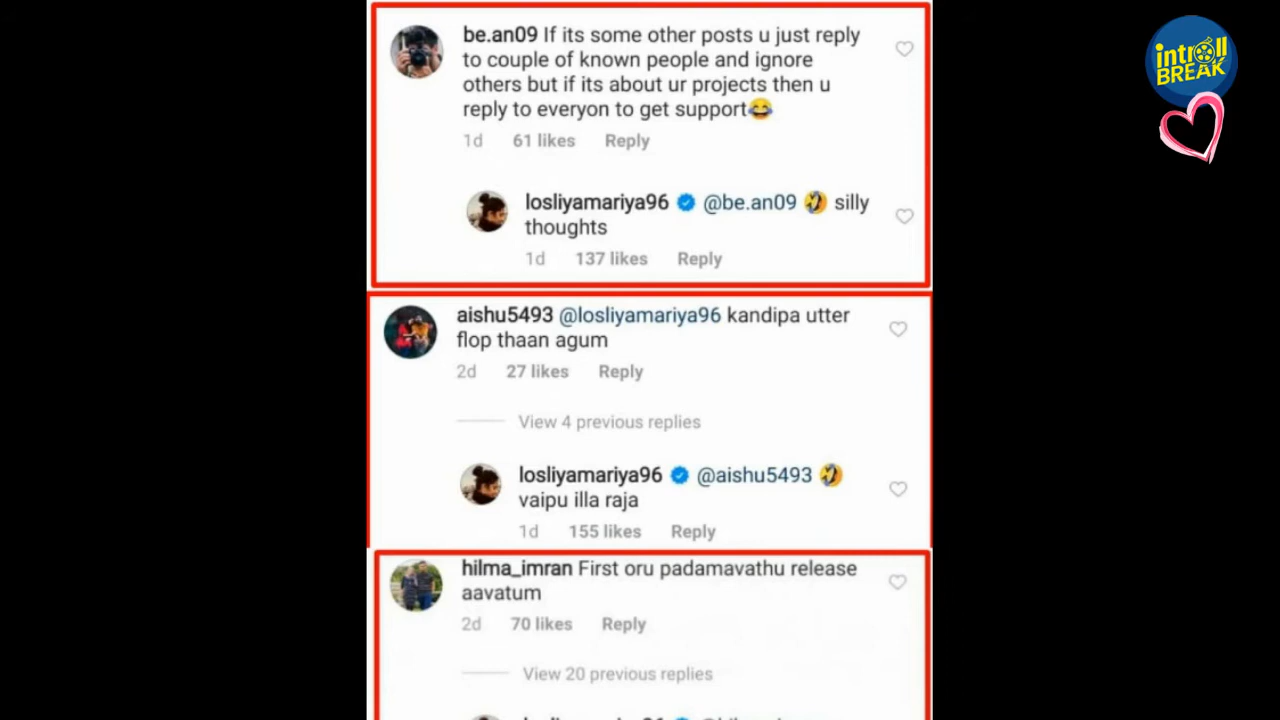 intrll
BREAK
be.an09 If its some other posts u just reply
to couple of known people and ignore
others but if its about ur projects then u
reply to everyon to get support😂
1d 61 likes Reply
losliyamariya96 @be.an09 🤣 silly
thoughts
1d 137 likes Reply
aishu5493 @losliyamariya96 kandipa utter
flop thaan agum
2d 27 likes Reply
View 4 previous replies
losliyamariya96 @aishu5493 🤣
vaipu illa raja
1d 155 likes Reply
hilma_imran First oru padamavathu release
aavatum
2d 70 likes Reply
View 20 previous replies